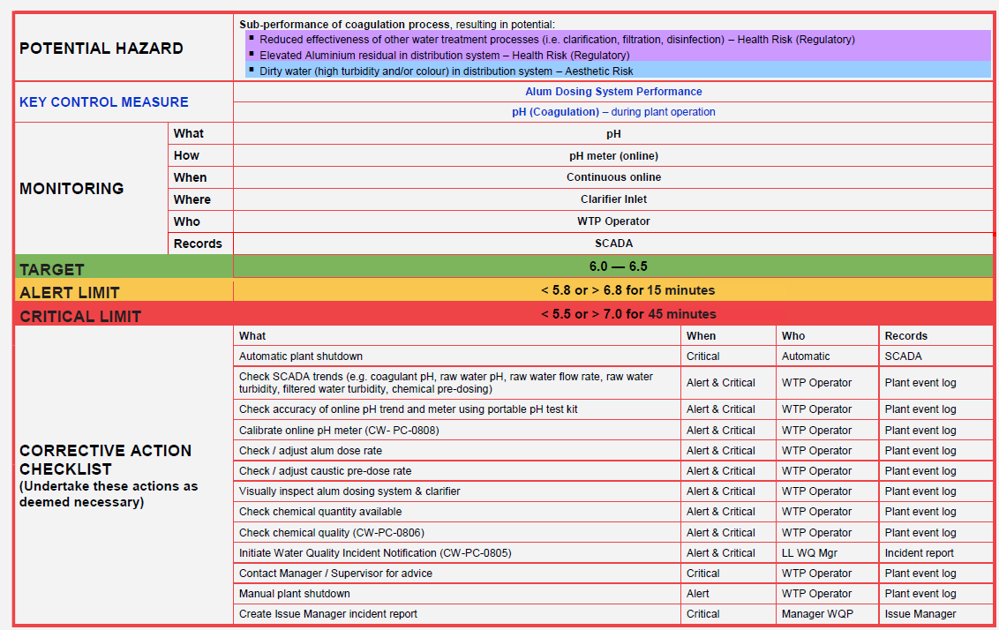 POTENTIAL HAZARD
Sub-performance of coagulation process, resulting in potential:
▪ Reduced effectiveness of other water treatment processes (i.e. clarification, filtration, disinfection) – Health Risk (Regulatory)
▪ Elevated Aluminium residual in distribution system – Health Risk (Regulatory)
▪ Dirty water (high turbidity and/or colour) in distribution system – Aesthetic Risk
KEY CONTROL MEASURE
Alum Dosing System Performance
pH (Coagulation) – during plant operation
MONITORING
What pH
How pH meter (online)
When Continuous online
Where Clarifier Inlet
Who WTP Operator
Records SCADA
TARGET 6.0 — 6.5
ALERT LIMIT < 5.8 or > 6.8 for 15 minutes
CRITICAL LIMIT < 5.5 or > 7.0 for 45 minutes
CORRECTIVE ACTION
CHECKLIST
(Undertake these actions as
deemed necessary)
What When Who Records
Automatic plant shutdown Critical Automatic SCADA
Check SCADA trends (e.g. coagulant pH, raw water pH, raw water flow rate, raw water
turbidity, filtered water turbidity, chemical pre-dosing) Alert & Critical WTP Operator Plant event log
Check accuracy of online pH trend and meter using portable pH test kit Alert & Critical WTP Operator Plant event log
Calibrate online pH meter (CW- PC-0808) Alert & Critical WTP Operator Plant event log
Check / adjust alum dose rate Alert & Critical WTP Operator Plant event log
Check / adjust caustic pre-dose rate Alert & Critical WTP Operator Plant event log
Visually inspect alum dosing system & clarifier Alert & Critical WTP Operator Plant event log
Check chemical quantity available Alert & Critical WTP Operator Plant event log
Check chemical quality (CW-PC-0806) Alert & Critical WTP Operator Plant event log
Initiate Water Quality Incident Notification (CW-PC-0805) Alert & Critical LL WQ Mgr Incident report
Contact Manager / Supervisor for advice Critical WTP Operator Plant event log
Manual plant shutdown Alert WTP Operator Plant event log
Create Issue Manager incident report Critical Manager WQP Issue Manager